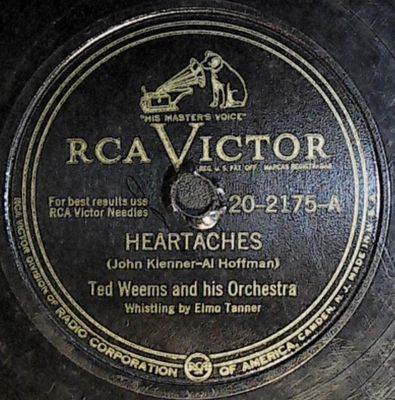 "HIS MASTER'S VOICE"
RCA VICTOR
REG. U. S. PAT. OFF. MARCAS REGISTRADAS
For best results use
RCA Victor Needles
20-2175-A
HEARTACHES
(John Klenner-Al Hoffman)
Ted Weems and his Orchestra
Whistling by Elmo Tanner
RCA VICTOR DIVISION OF RADIO CORPORATION OF AMERICA, CAMDEN, N. J. MADE IN U.S.A.
RCA